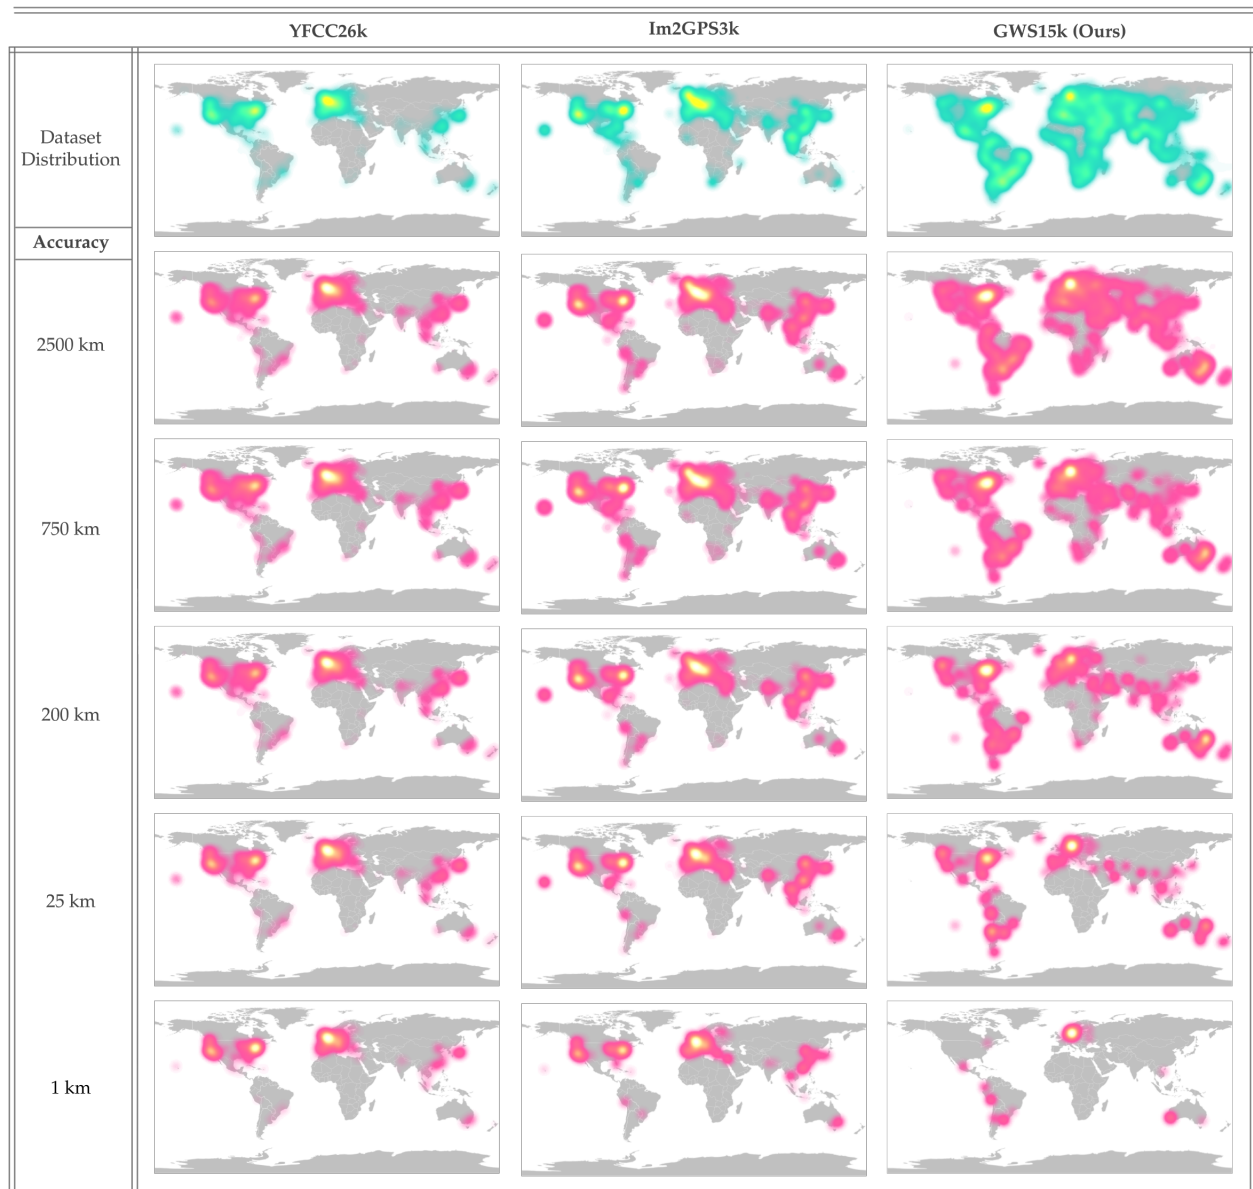 YFCC26k
Im2GPS3k
GWS15k (Ours)
Dataset
Distribution
Accuracy
2500 km
750 km
200 km
25 km
1 km